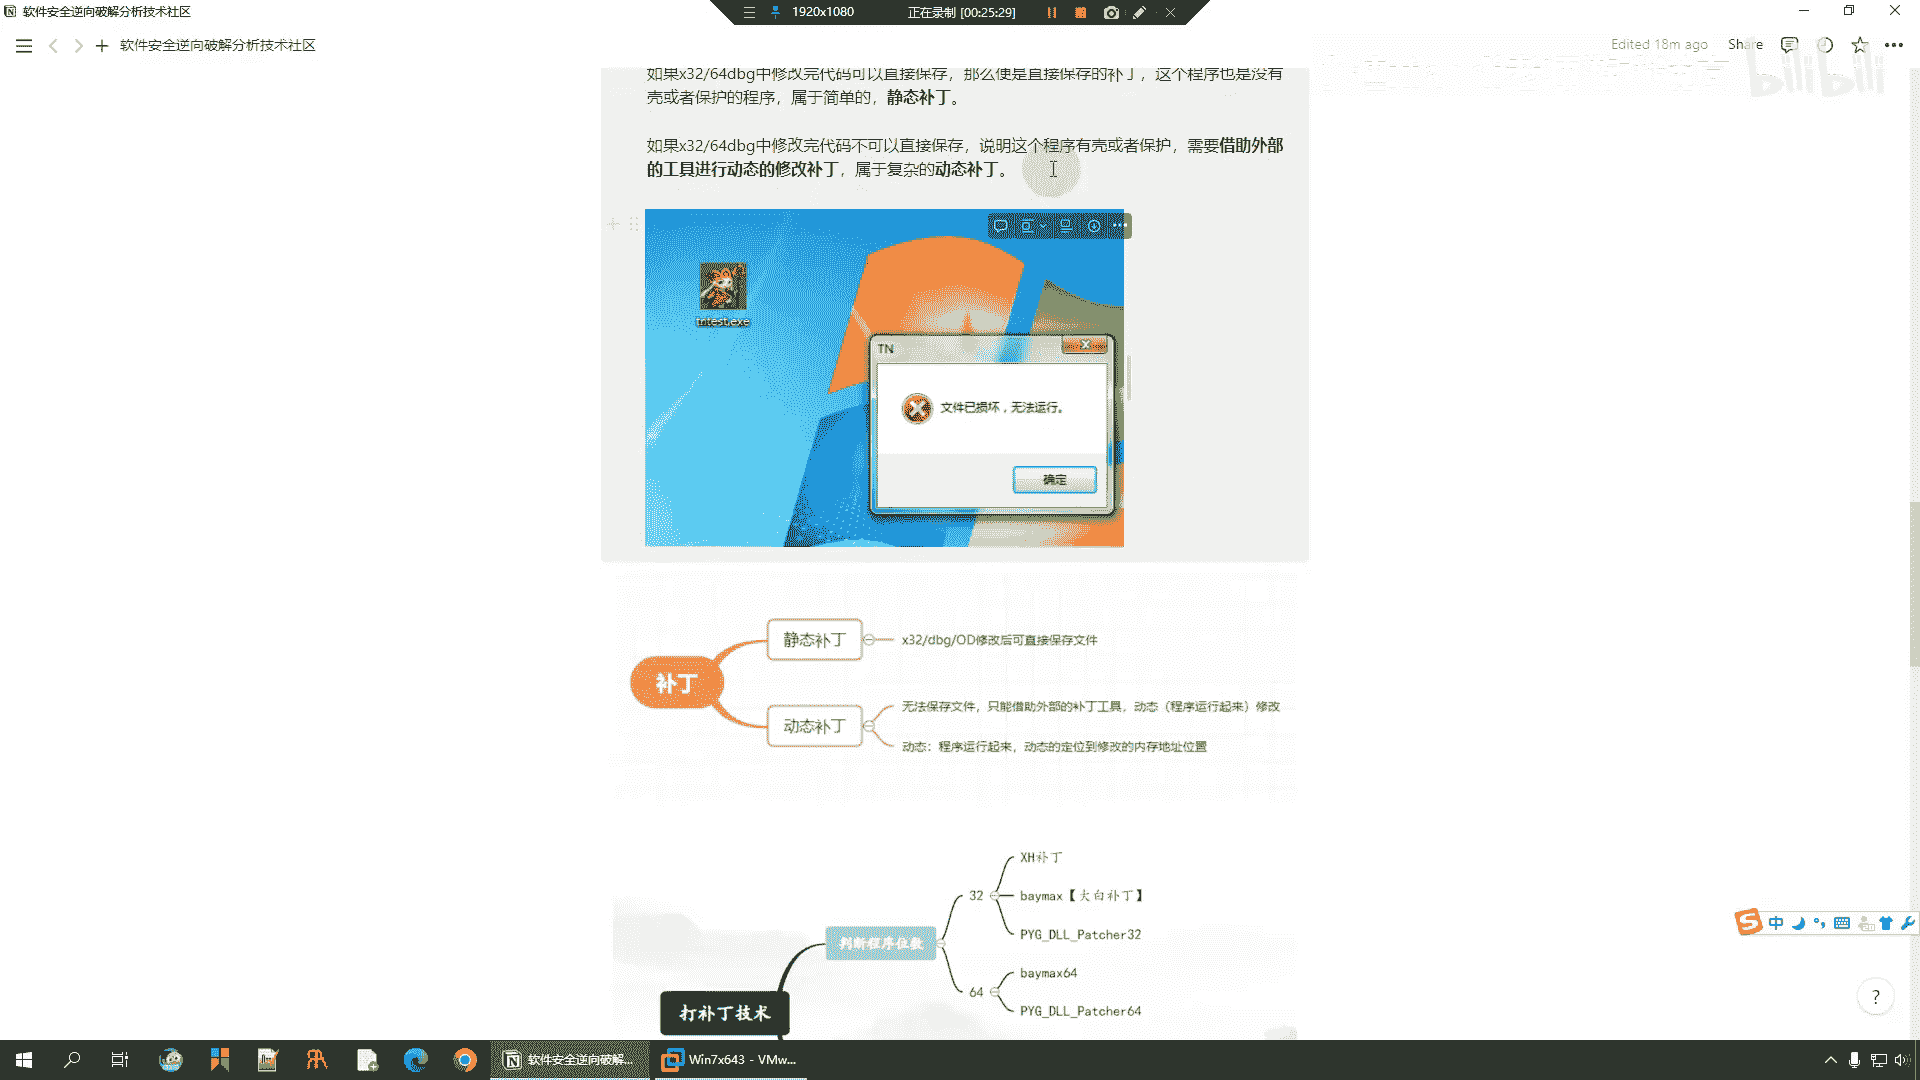 软件安全逆向破解分析技术社区
1920x1080
正在录制 [00:25:29]
软件安全逆向破解分析技术社区
Edited 18m ago
Share
如果x32/64dbg中修改完代码可以直接保存，那么使是直接保存的补丁，这个程序也是没有
壳或者保护的程序，属于简单的，静态补丁。
如果x32/64dbg中修改完代码不可以直接保存，说明这个程序有壳或者保护，需要借助外部
的工具进行动态的修改补丁，属于复杂的动态补丁。
bilibili
tntest.exe
TN
文件已损坏，无法运行。
确定
补丁
静态补丁
x32/dbg/OD修改后可直接保存文件
动态补丁
无法保存文件，只能借助外部的补丁工具，动态（程序运行起来）修改
动态：程序运行起来，动态的定位到修改的内存地址位置
打补丁技术
判断程序位数
32
XH补丁
baymax【大白补丁】
PYG_DLL_Patcher32
64
baymax64
PYG_DLL_Patcher64
中
?
软件安全逆向破解...
Win7x643 - VMw...